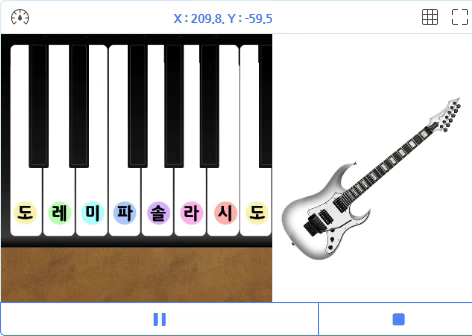 X : 209.8, Y : -59.5
도 레 미 파 솔 라 시 도